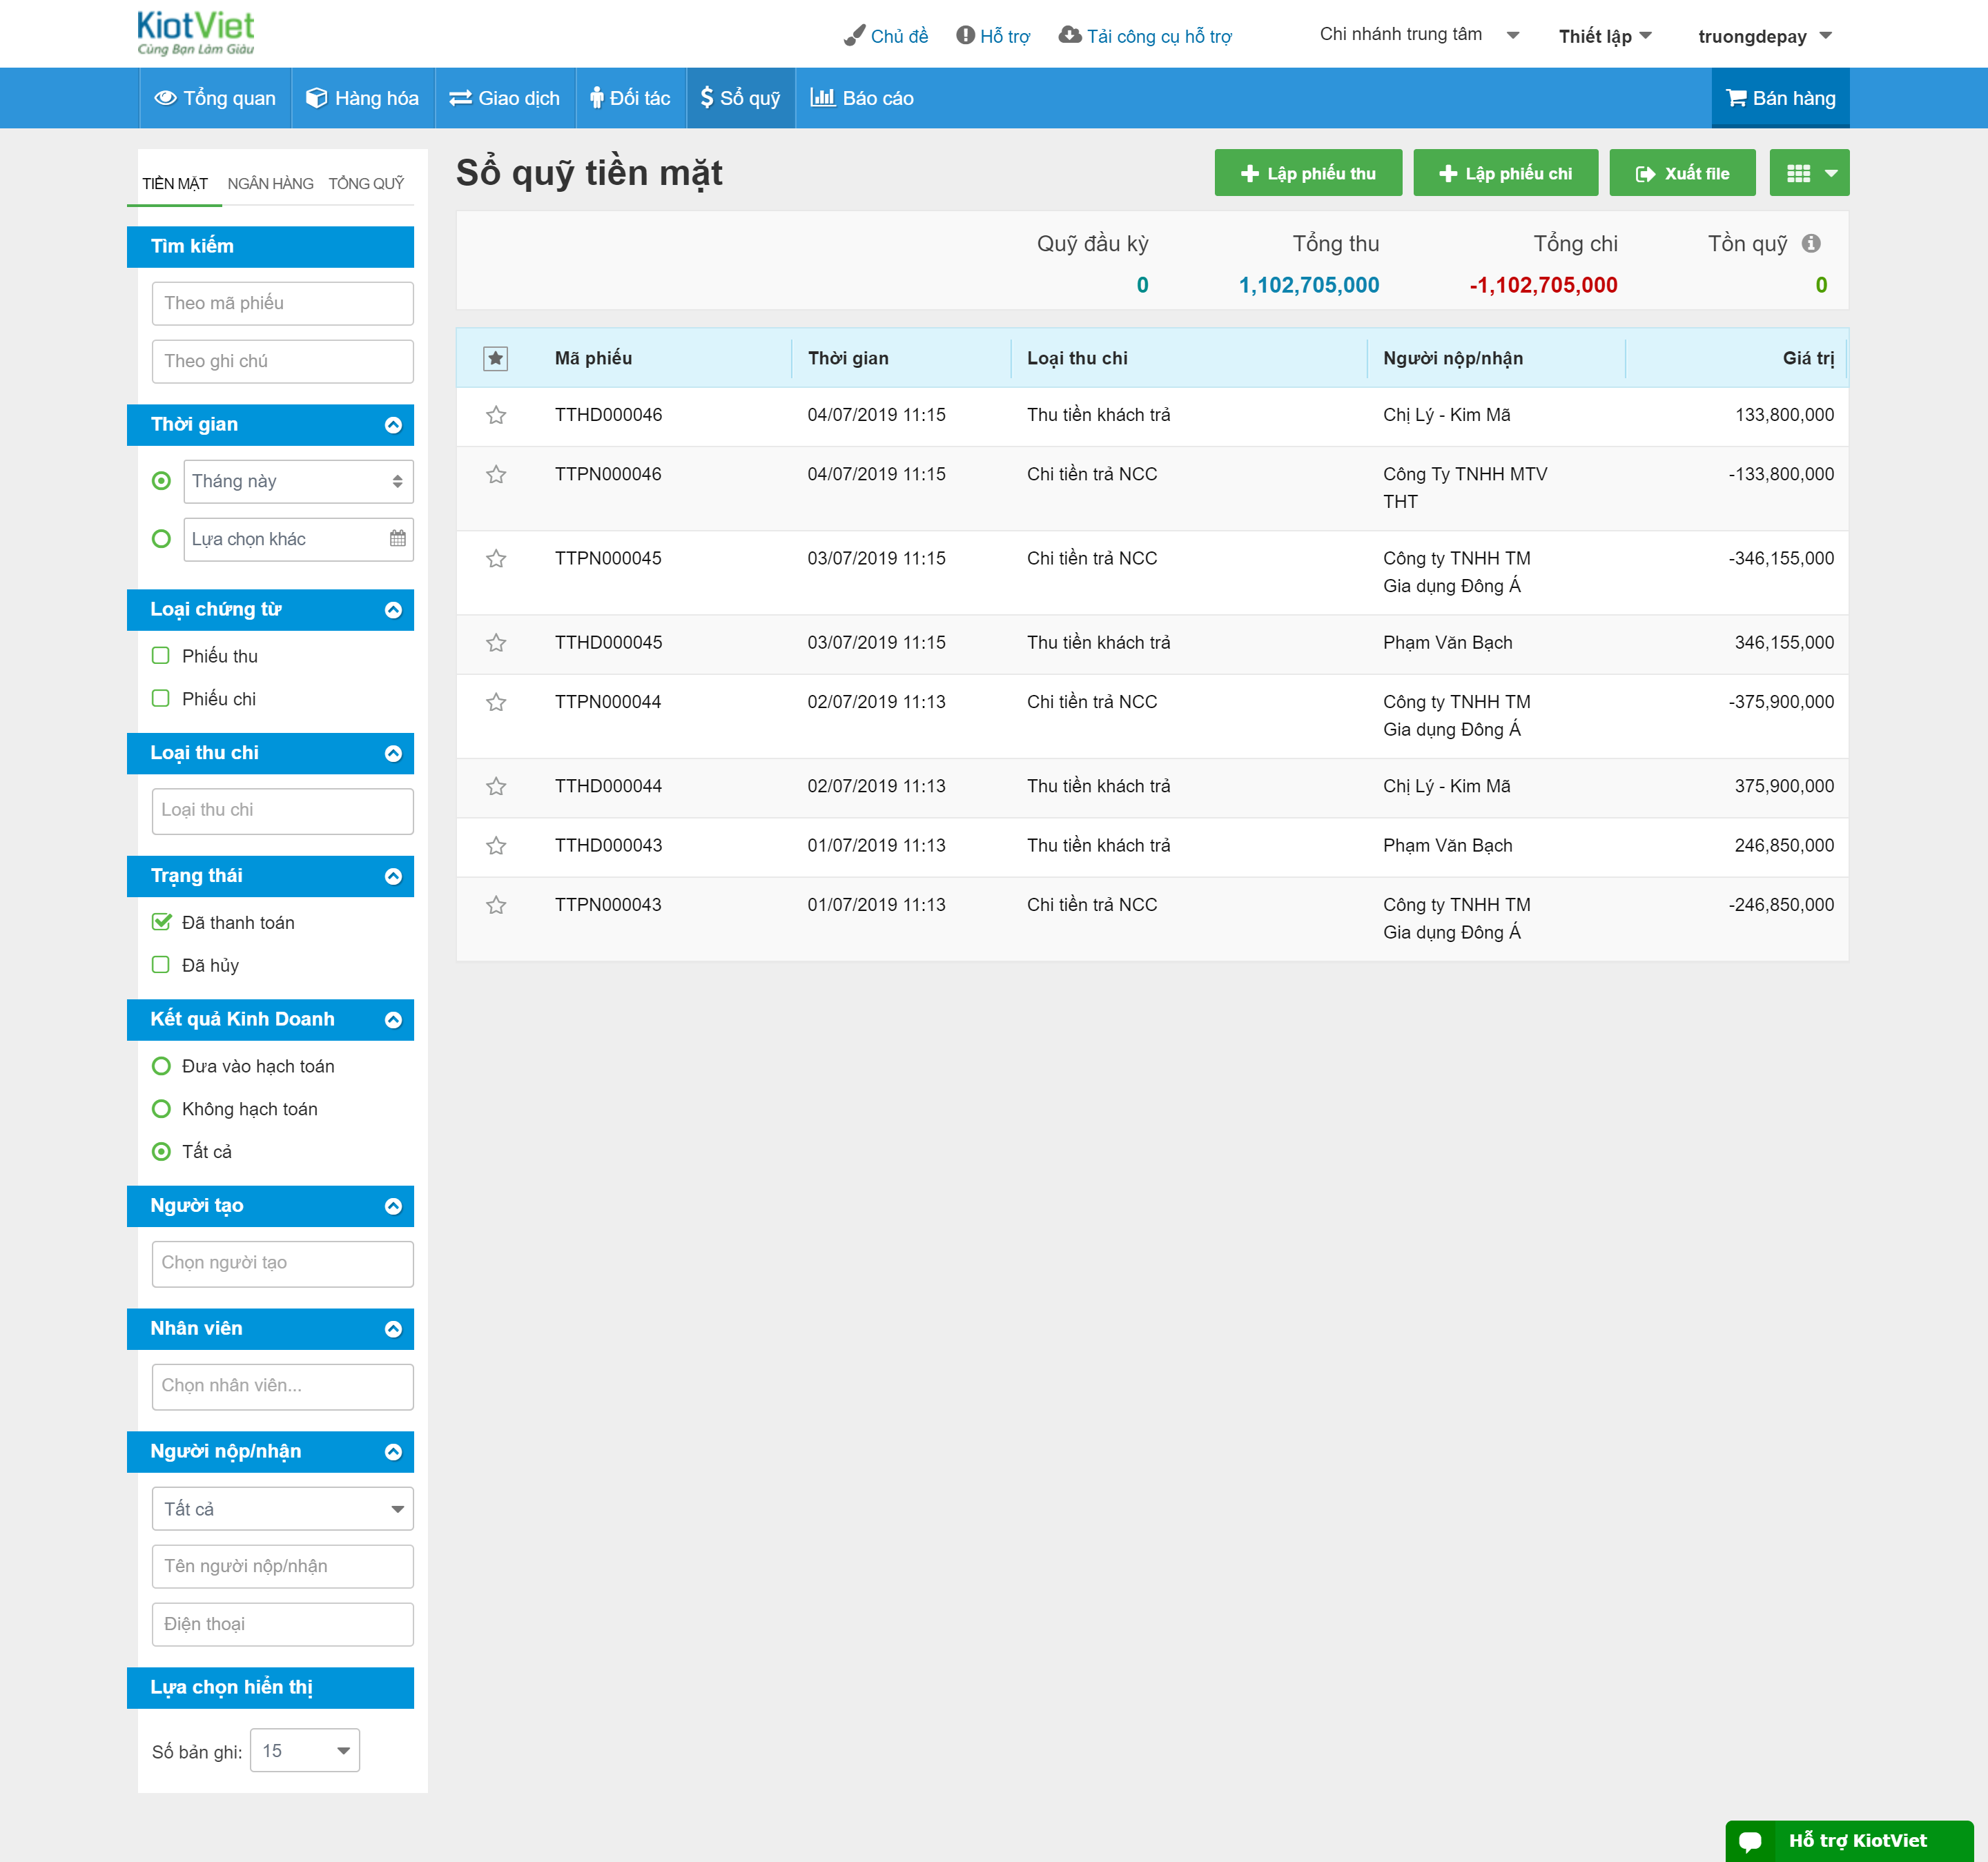 KiotViet
Cùng Bạn Làm Giàu
Chủ đề Hỗ trợ Tải công cụ hỗ trợ Chi nhánh trung tâm Thiết lập truongdepay
Tổng quan Hàng hóa Giao dịch Đối tác Sổ quỹ Báo cáo Bán hàng
TIỀN MẶT NGÂN HÀNG TỔNG QUỸ
Tìm kiếm
Theo mã phiếu
Theo ghi chú
Thời gian
Tháng này
Lựa chọn khác
Loại chứng từ
Phiếu thu
Phiếu chi
Loại thu chi
Loại thu chi
Trạng thái
Đã thanh toán
Đã hủy
Kết quả Kinh Doanh
Đưa vào hạch toán
Không hạch toán
Tất cả
Người tạo
Chọn người tạo
Nhân viên
Chọn nhân viên...
Người nộp/nhận
Tất cả
Tên người nộp/nhận
Điện thoại
Lựa chọn hiển thị
Số bản ghi: 15
Sổ quỹ tiền mặt
Lập phiếu thu Lập phiếu chi Xuất file
Quỹ đầu kỳ Tổng thu Tổng chi Tồn quỹ
0 1,102,705,000 -1,102,705,000 0
Mã phiếu Thời gian Loại thu chi Người nộp/nhận Giá trị
TTHD000046 04/07/2019 11:15 Thu tiền khách trả Chị Lý - Kim Mã 133,800,000
TTPN000046 04/07/2019 11:15 Chi tiền trả NCC Công Ty TNHH MTV -133,800,000
THT
TTPN000045 03/07/2019 11:15 Chi tiền trả NCC Công ty TNHH TM -346,155,000
Gia dụng Đông Á
TTHD000045 03/07/2019 11:15 Thu tiền khách trả Phạm Văn Bạch 346,155,000
TTPN000044 02/07/2019 11:13 Chi tiền trả NCC Công ty TNHH TM -375,900,000
Gia dụng Đông Á
TTHD000044 02/07/2019 11:13 Thu tiền khách trả Chị Lý - Kim Mã 375,900,000
TTHD000043 01/07/2019 11:13 Thu tiền khách trả Phạm Văn Bạch 246,850,000
TTPN000043 01/07/2019 11:13 Chi tiền trả NCC Công ty TNHH TM -246,850,000
Gia dụng Đông Á
Hỗ trợ KiotViet